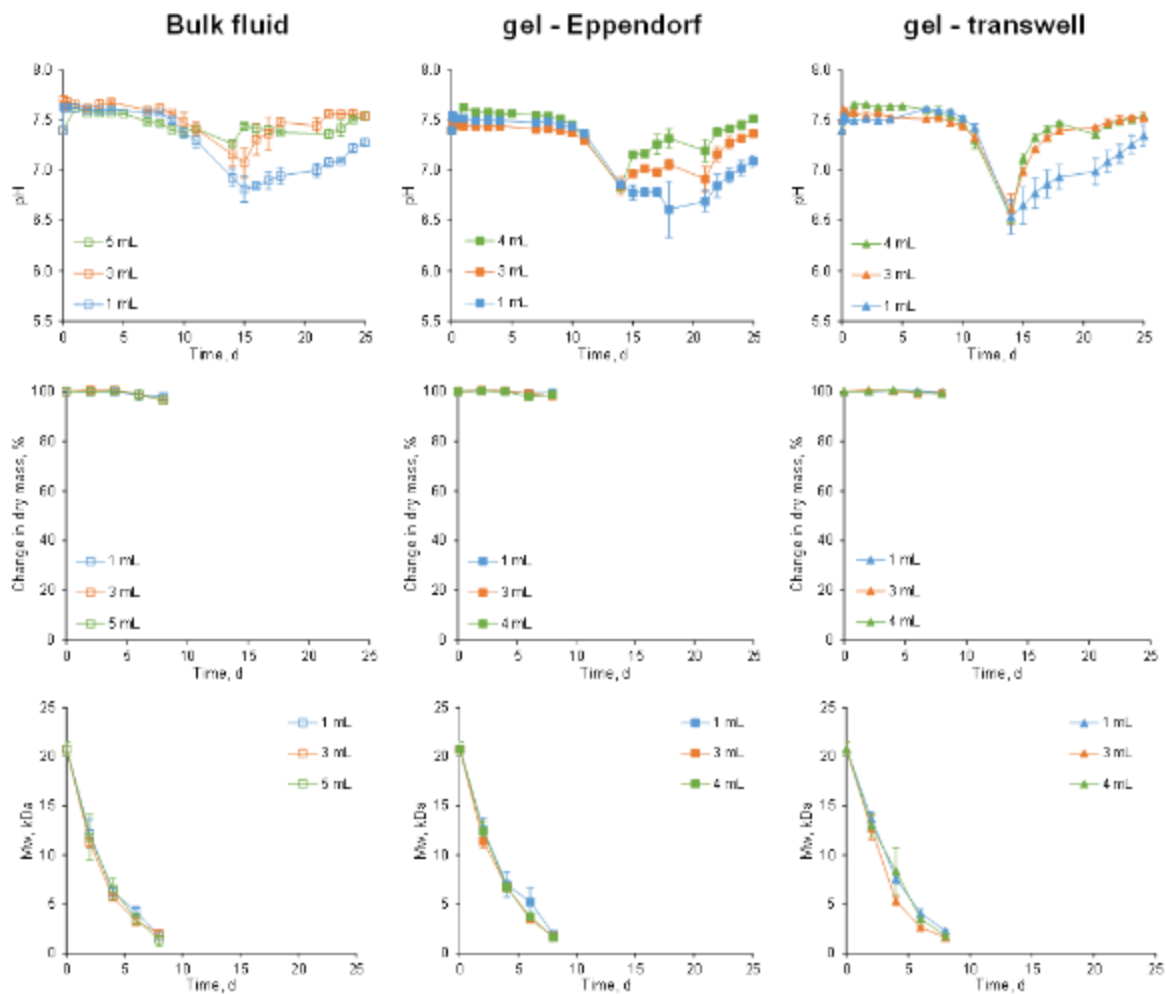 Bulk fluid
gel - Eppendorf
gel - transwell
8.0
7.5
7.0
6.5
6.0
5.5
pH
5 mL
3 mL
1 mL
0 5 10 15 20 25
Time, d
8.0
7.5
7.0
6.5
6.0
5.5
pH
4 mL
3 mL
1 mL
0 5 10 15 20 25
Time, d
8.0
7.5
7.0
6.5
6.0
5.5
pH
4 mL
3 mL
1 mL
0 5 10 15 20 25
Time, d
100
80
60
40
20
0
Change in dry mass, %
1 mL
3 mL
5 mL
0 5 10 15 20 25
Time, d
100
80
60
40
20
0
Change in dry mass, %
1 mL
3 mL
4 mL
0 5 10 15 20 25
Time, d
100
80
60
40
20
0
Change in dry mass, %
1 mL
3 mL
4 mL
0 5 10 15 20 25
Time, d
25
20
15
10
5
0
Mw, kDa
1 mL
3 mL
5 mL
0 5 10 15 20 25
Time, d
25
20
15
10
5
0
Mw, kDa
1 mL
3 mL
4 mL
0 5 10 15 20 25
Time, d
25
20
15
10
5
0
Mw, kDa
1 mL
3 mL
4 mL
0 5 10 15 20 25
Time, d